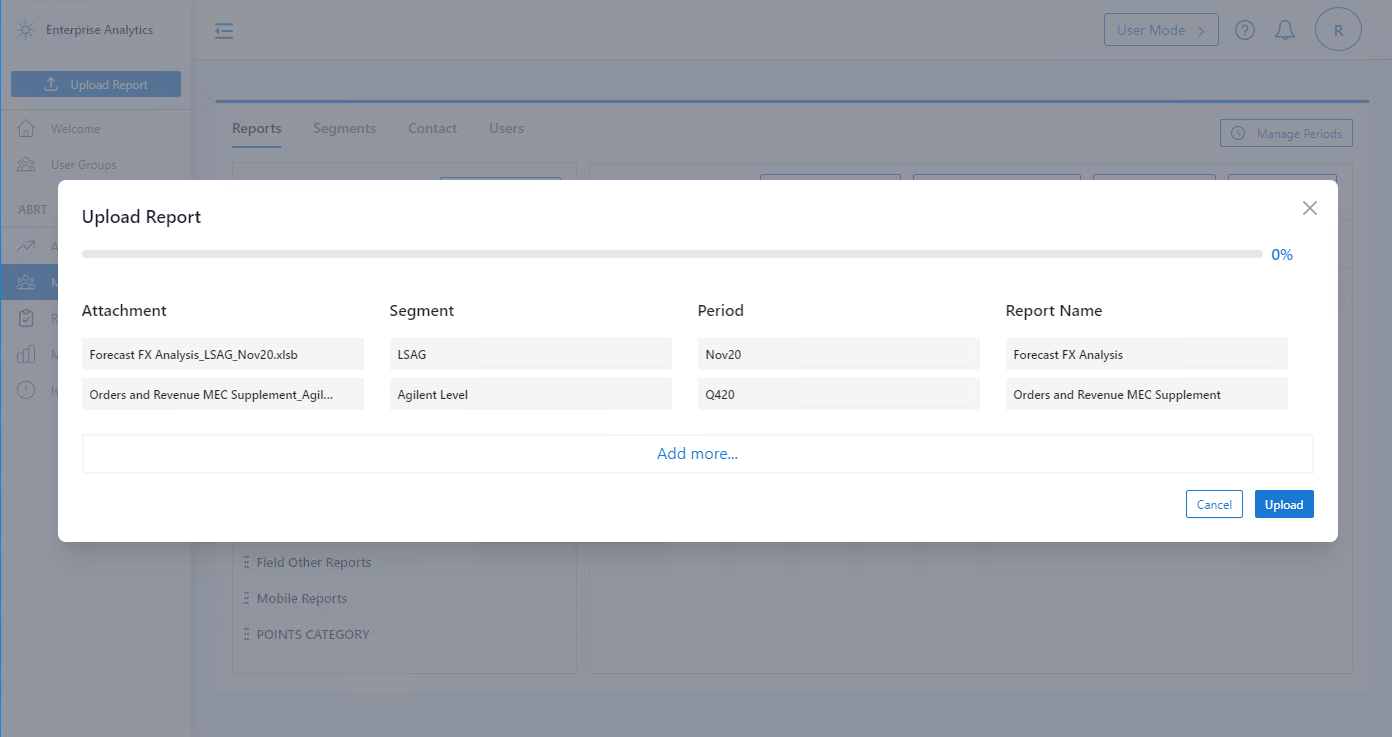 Enterprise Analytics
User Mode
R
Upload Report
Welcome
User Groups
ABRT
Reports Segments Contact Users
Manage Periods
Upload Report
0%
Attachment Segment Period Report Name
Forecast FX Analysis_LSAG_Nov20.xlsb LSAG Nov20 Forecast FX Analysis
Orders and Revenue MEC Supplement_Agil... Agilent Level Q420 Orders and Revenue MEC Supplement
Add more...
Cancel Upload
Field Other Reports
Mobile Reports
POINTS CATEGORY